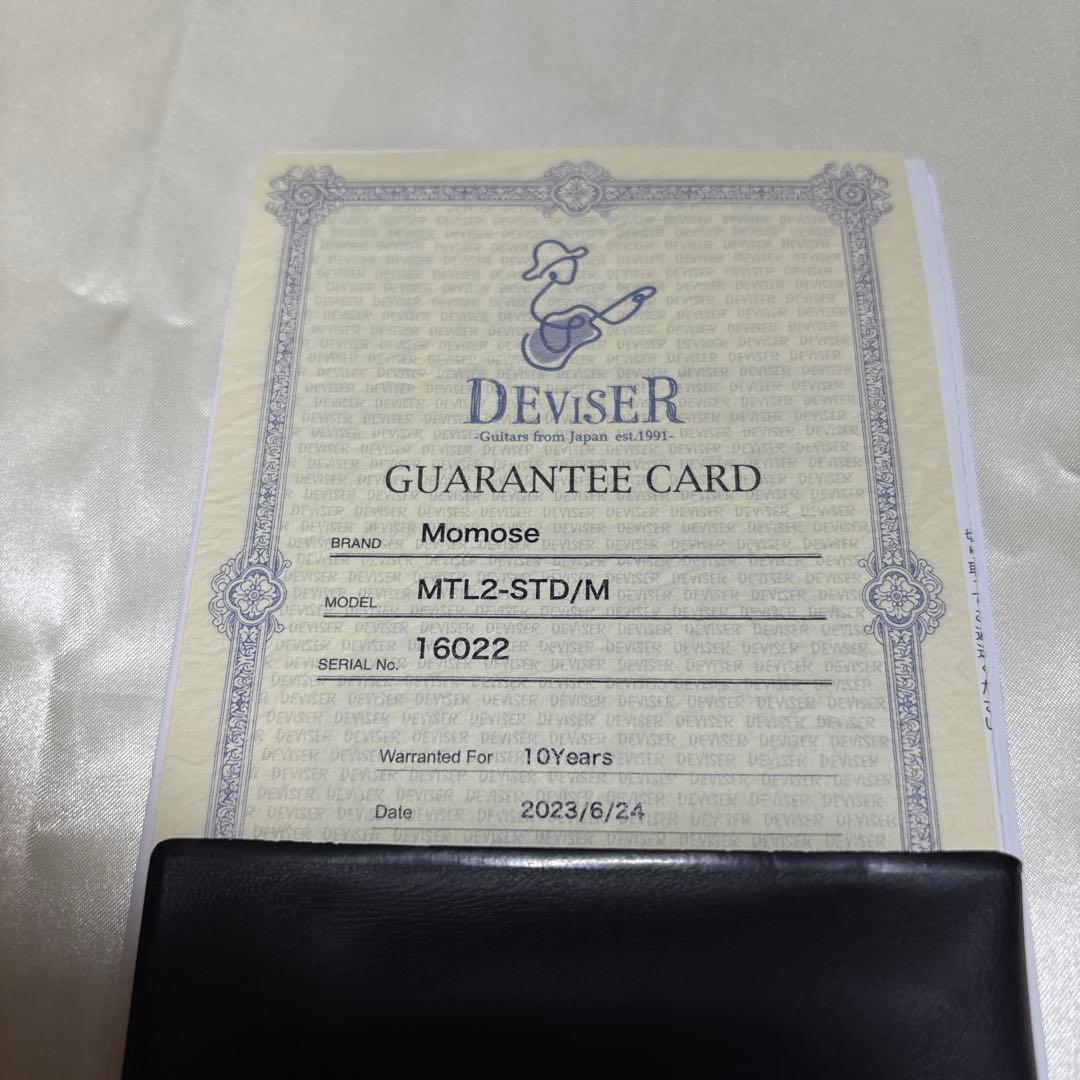 DEVISER
-Guitars from Japan est.1991-
GUARANTEE CARD
BRAND Momose
MODEL MTL2-STD/M
SERIAL No. 16022
Warranted For 10Years
Date 2023/6/24